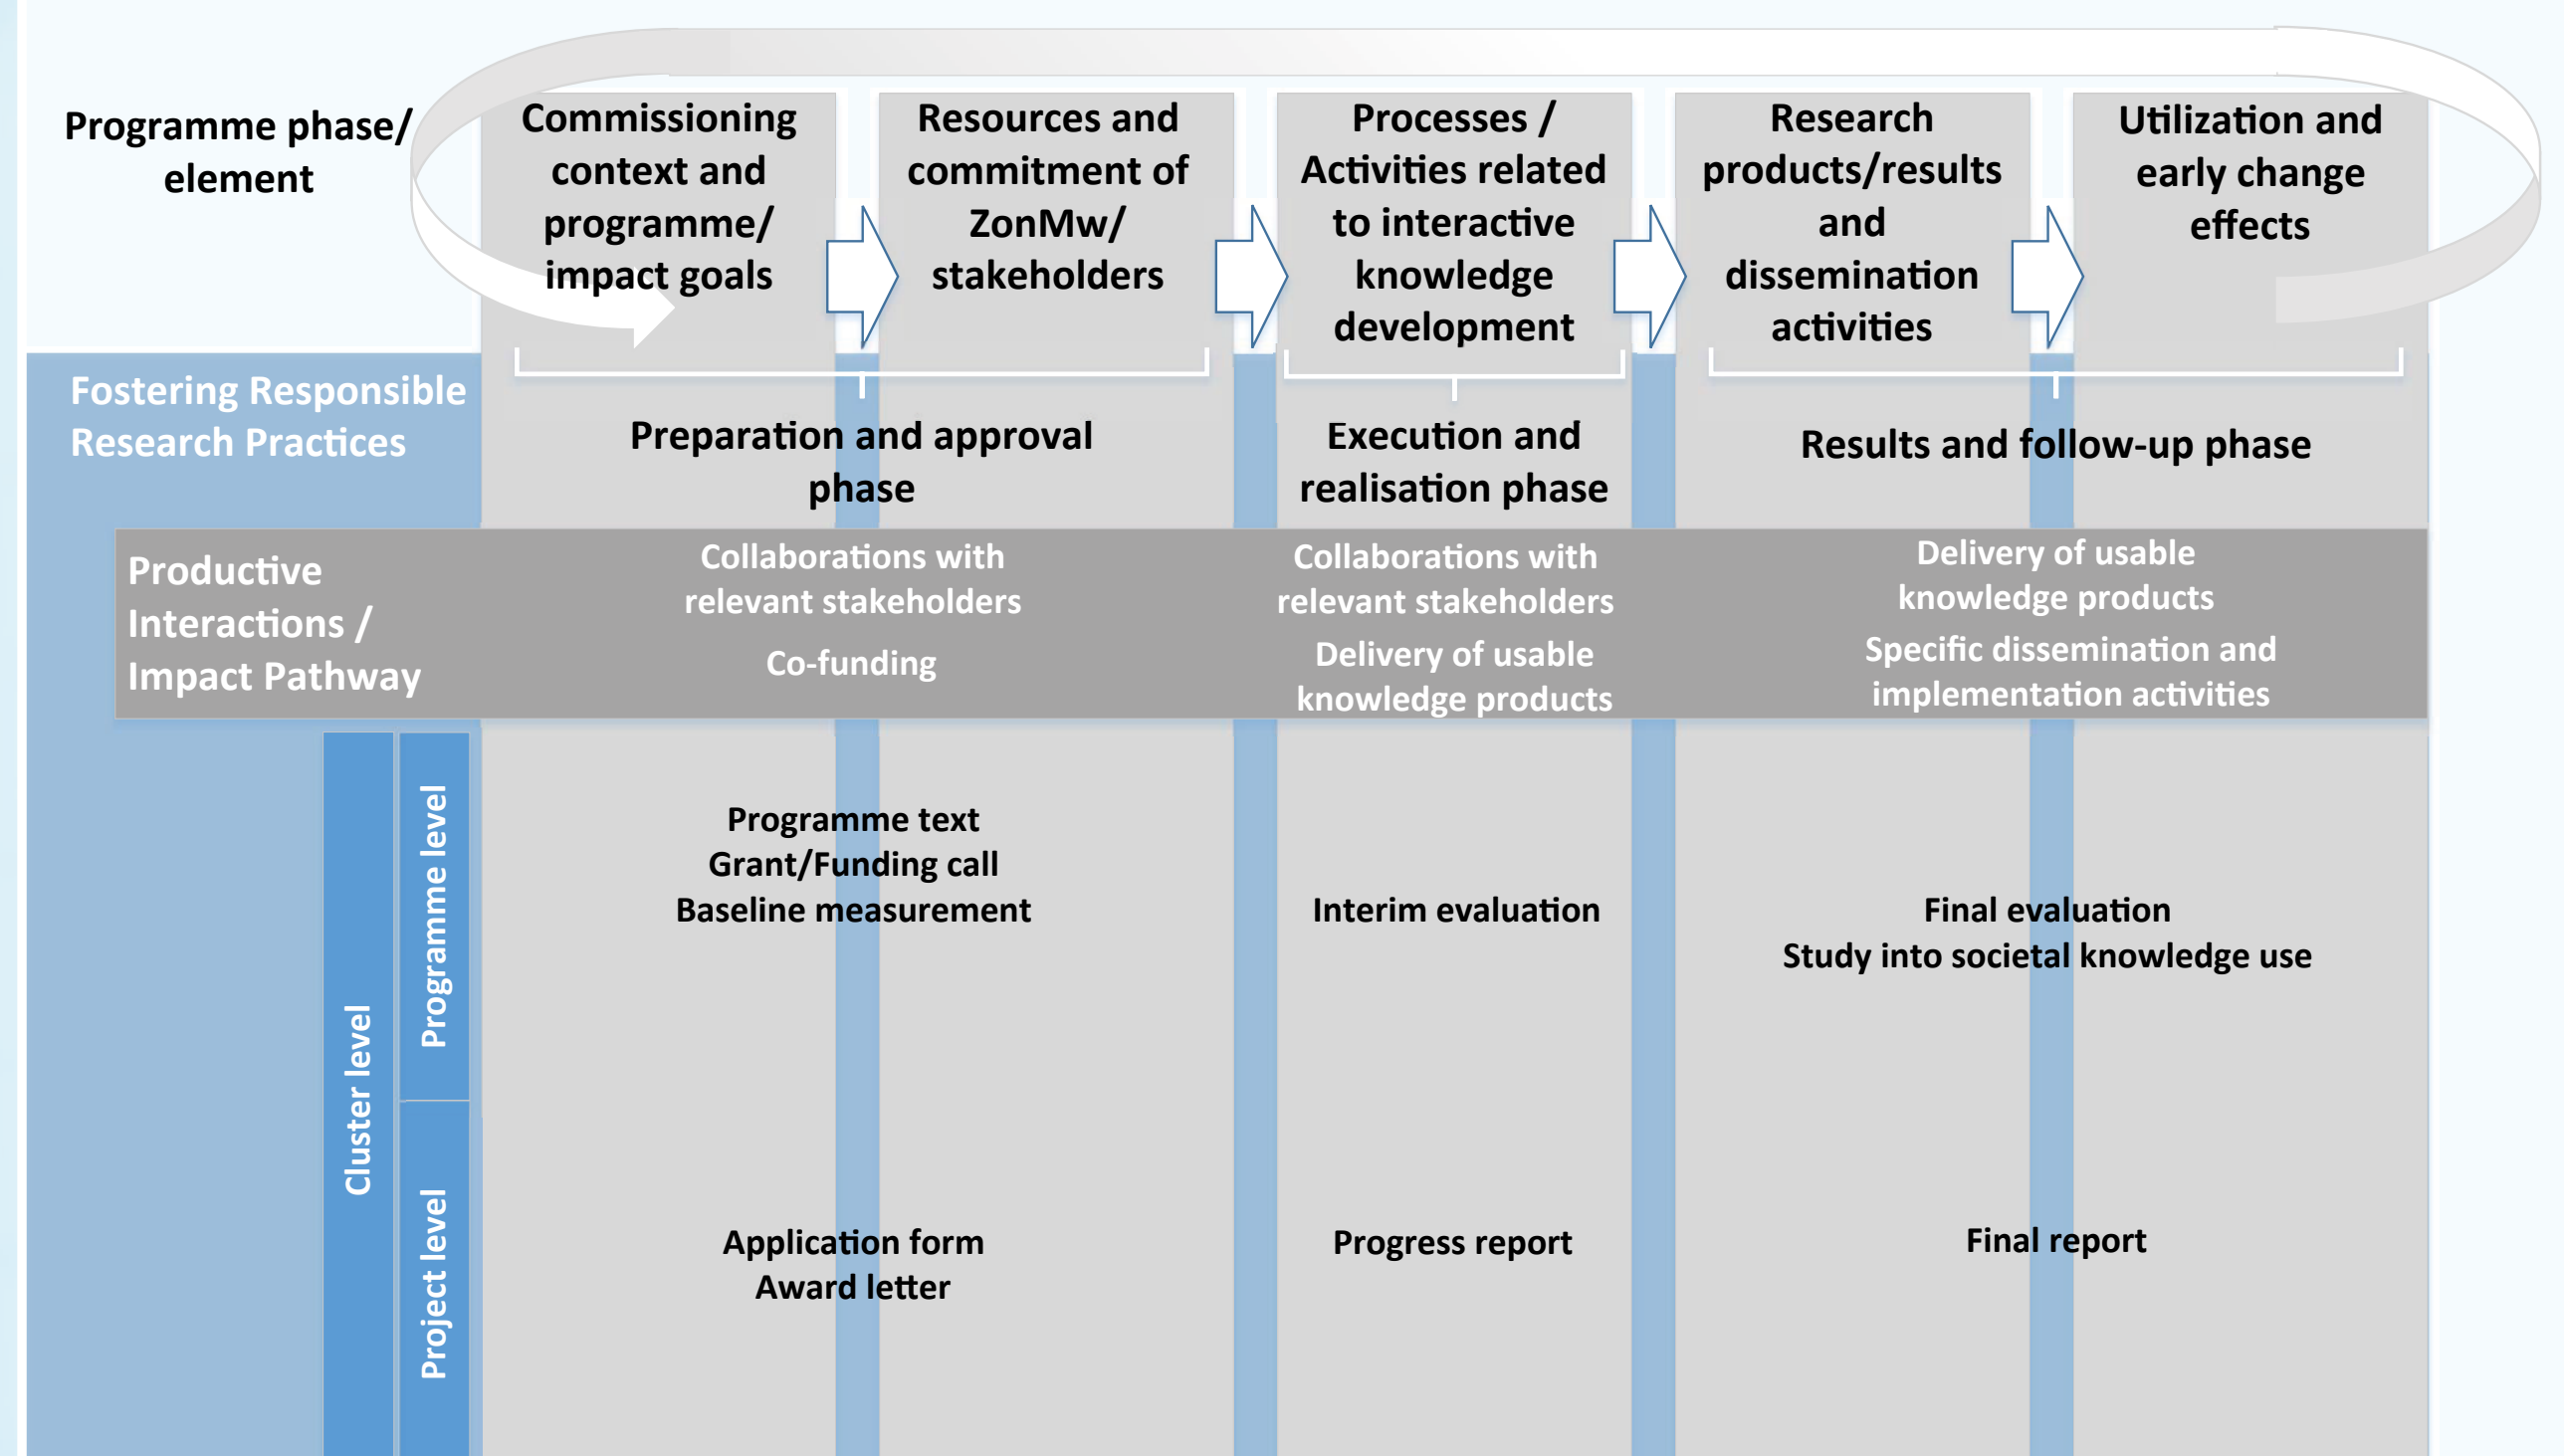 Programme phase/
element
Commissioning
context and
programme/
impact goals
Resources and
commitment of
ZonMw/
stakeholders
Processes /
Activities related
to interactive
knowledge
development
Research
products/results
and
dissemination
activities
Utilization and
early change
effects
Fostering Responsible
Research Practices
Preparation and approval
phase
Execution and
realisation phase
Results and follow-up phase
Productive
Interactions /
Impact Pathway
Collaborations with
relevant stakeholders
Co-funding
Collaborations with
relevant stakeholders
Delivery of usable
knowledge products
Delivery of usable
knowledge products
Specific dissemination and
implementation activities
Cluster level
Programme level
Programme text
Grant/Funding call
Baseline measurement
Interim evaluation
Final evaluation
Study into societal knowledge use
Project level
Application form
Award letter
Progress report
Final report